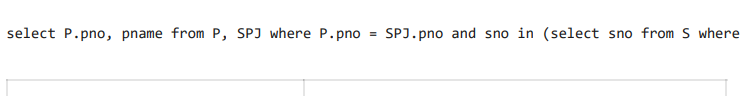 select P.pno, pname from P, SPJ where P.pno = SPJ.pno and sno in (select sno from S where